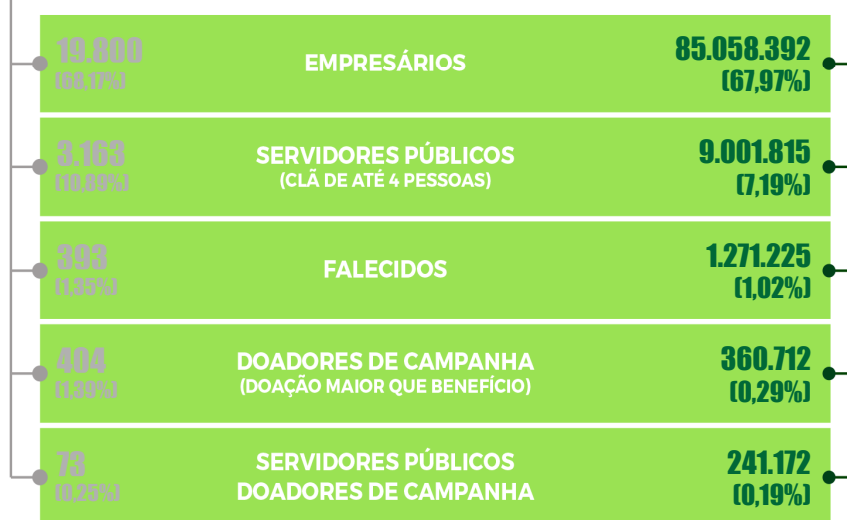 19.800
(68,17%)
EMPRESÁRIOS
85.058.392
(67,97%)
3.163
(10,89%)
SERVIDORES PÚBLICOS
(CLÃ DE ATÉ 4 PESSOAS)
9.001.815
(7,19%)
393
(1,35%)
FALECIDOS
1.271.225
(1,02%)
404
(1,39%)
DOADORES DE CAMPANHA
(DOAÇÃO MAIOR QUE BENEFÍCIO)
360.712
(0,29%)
73
(0,25%)
SERVIDORES PÚBLICOS
DOADORES DE CAMPANHA
241.172
(0,19%)